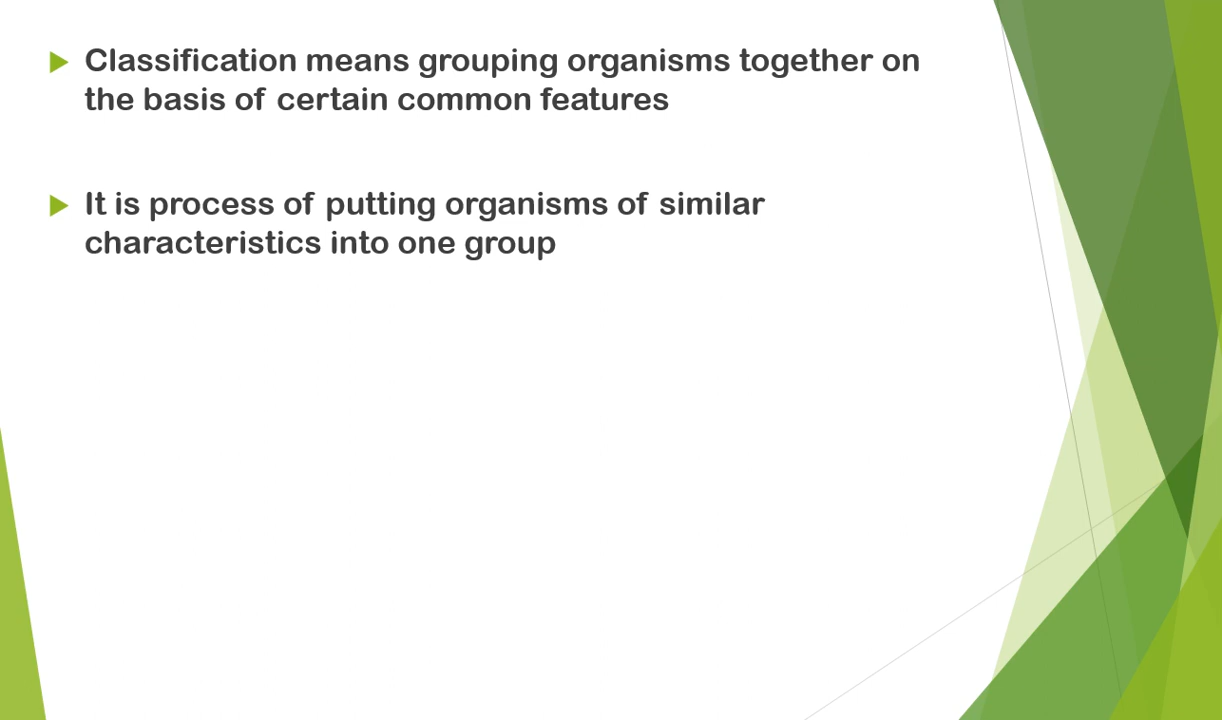 Classification means grouping organisms together on
the basis of certain common features
It is process of putting organisms of similar
characteristics into one group